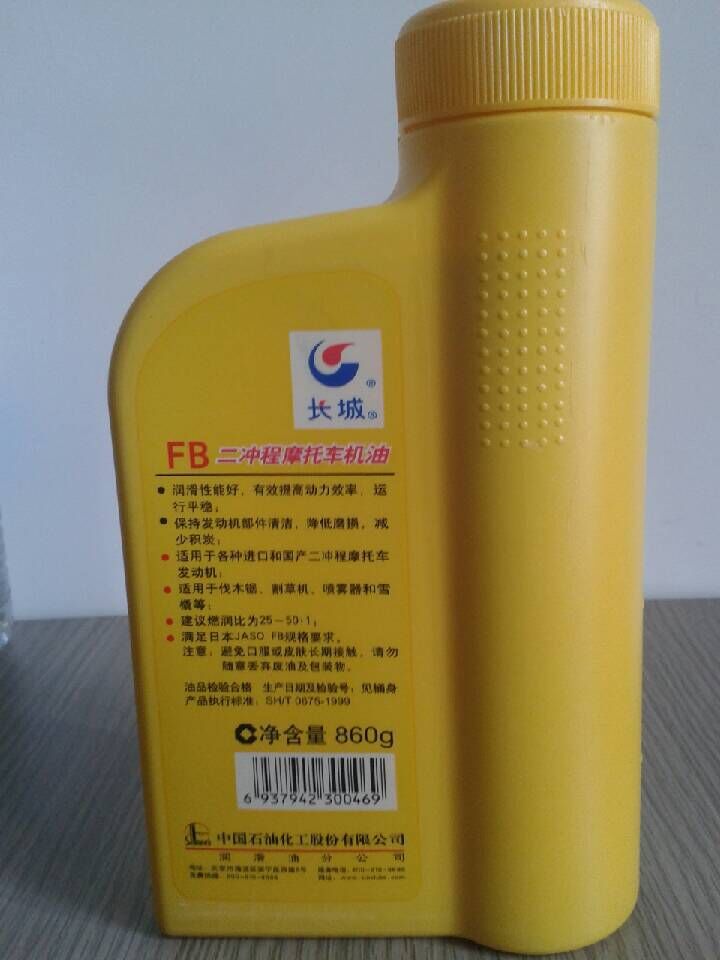 长城
FB 二冲程摩托车机油
• 润滑性能好，有效提高动力效率，运
行平稳；
• 保持发动机部件清洁，降低磨损，减
少积炭；
• 适用于各种进口和国产二冲程摩托车
发动机；
• 适用于伐木锯、割草机、喷雾器和雪
橇等；
• 建议燃润比为25～50:1；
• 满足日本JASO FB规格要求。
注意：避免口服或皮肤长期接触，请勿
随意丢弃废油及包装物。
油品检验合格 生产日期及检验号：见桶身
产品执行标准：SH/T 0675-1999
净含量 860g
6 937942 300469
中国石油化工股份有限公司
润滑油分公司